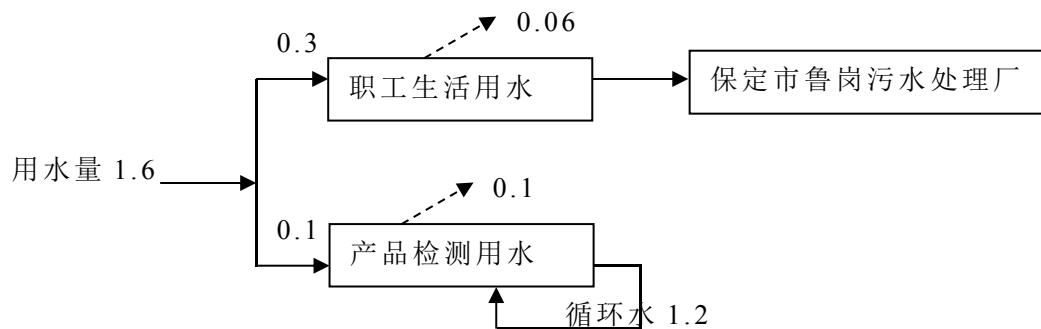 0.06
0.3
职工生活用水
保定市鲁岗污水处理厂
用水量 1.6
0.1
0.1
产品检测用水
循环水 1.2